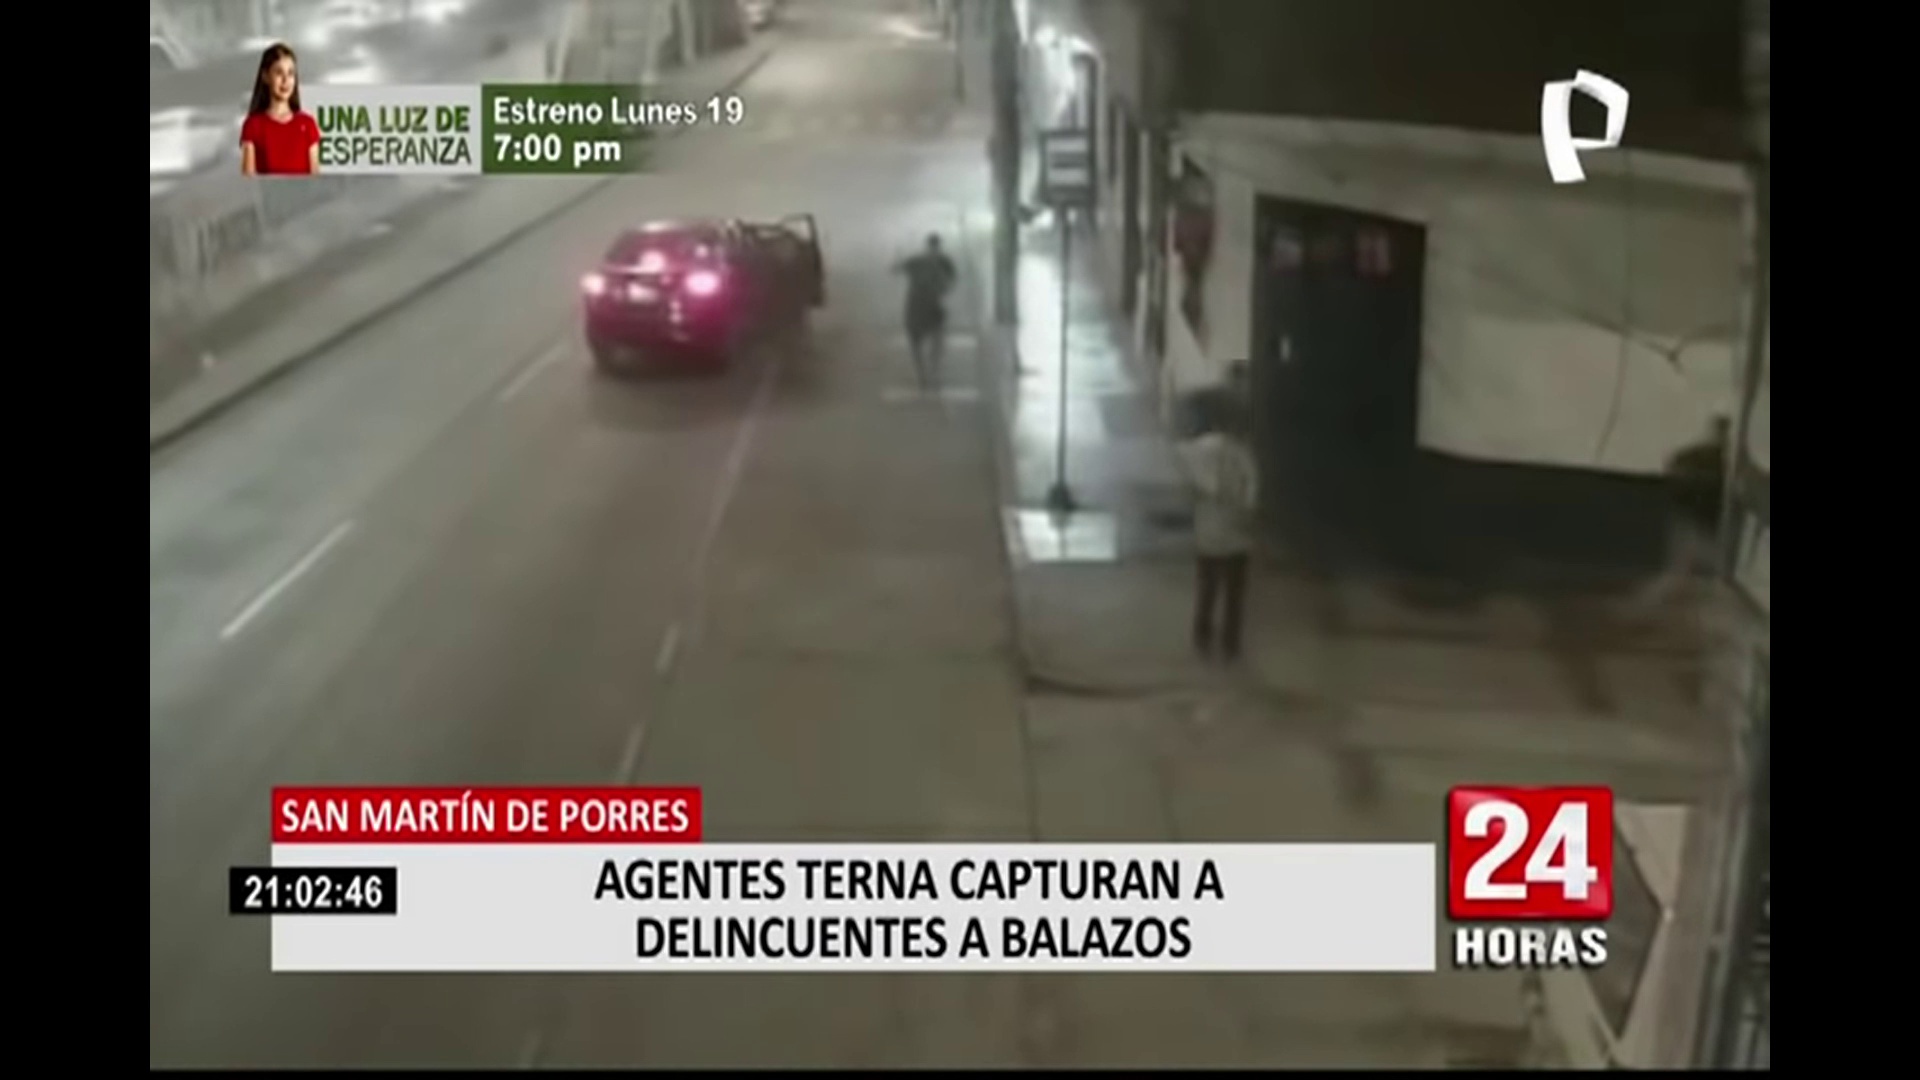 UNA LUZ DE
ESPERANZA
Estreno Lunes 19
7:00 pm
P
SAN MARTÍN DE PORRES
21:02:46
AGENTES TERNA CAPTURAN A
DELINCUENTES A BALAZOS
24
HORAS